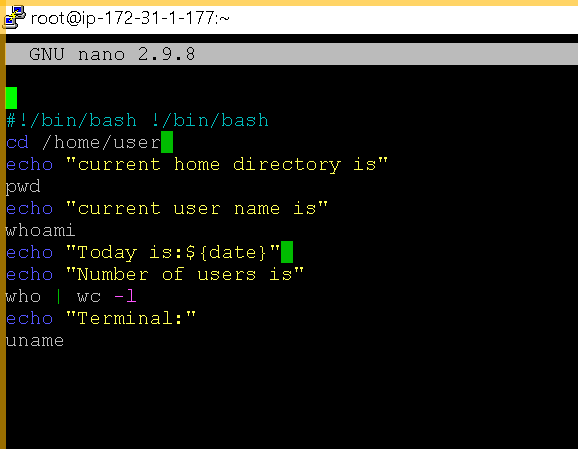 root@ip-172-31-1-177:~
GNU nano 2.9.8
#!/bin/bash !/bin/bash
cd /home/user
echo "current home directory is"
pwd
echo "current user name is"
whoami
echo "Today is:${date}"
echo "Number of users is"
who | wc -l
echo "Terminal:"
uname